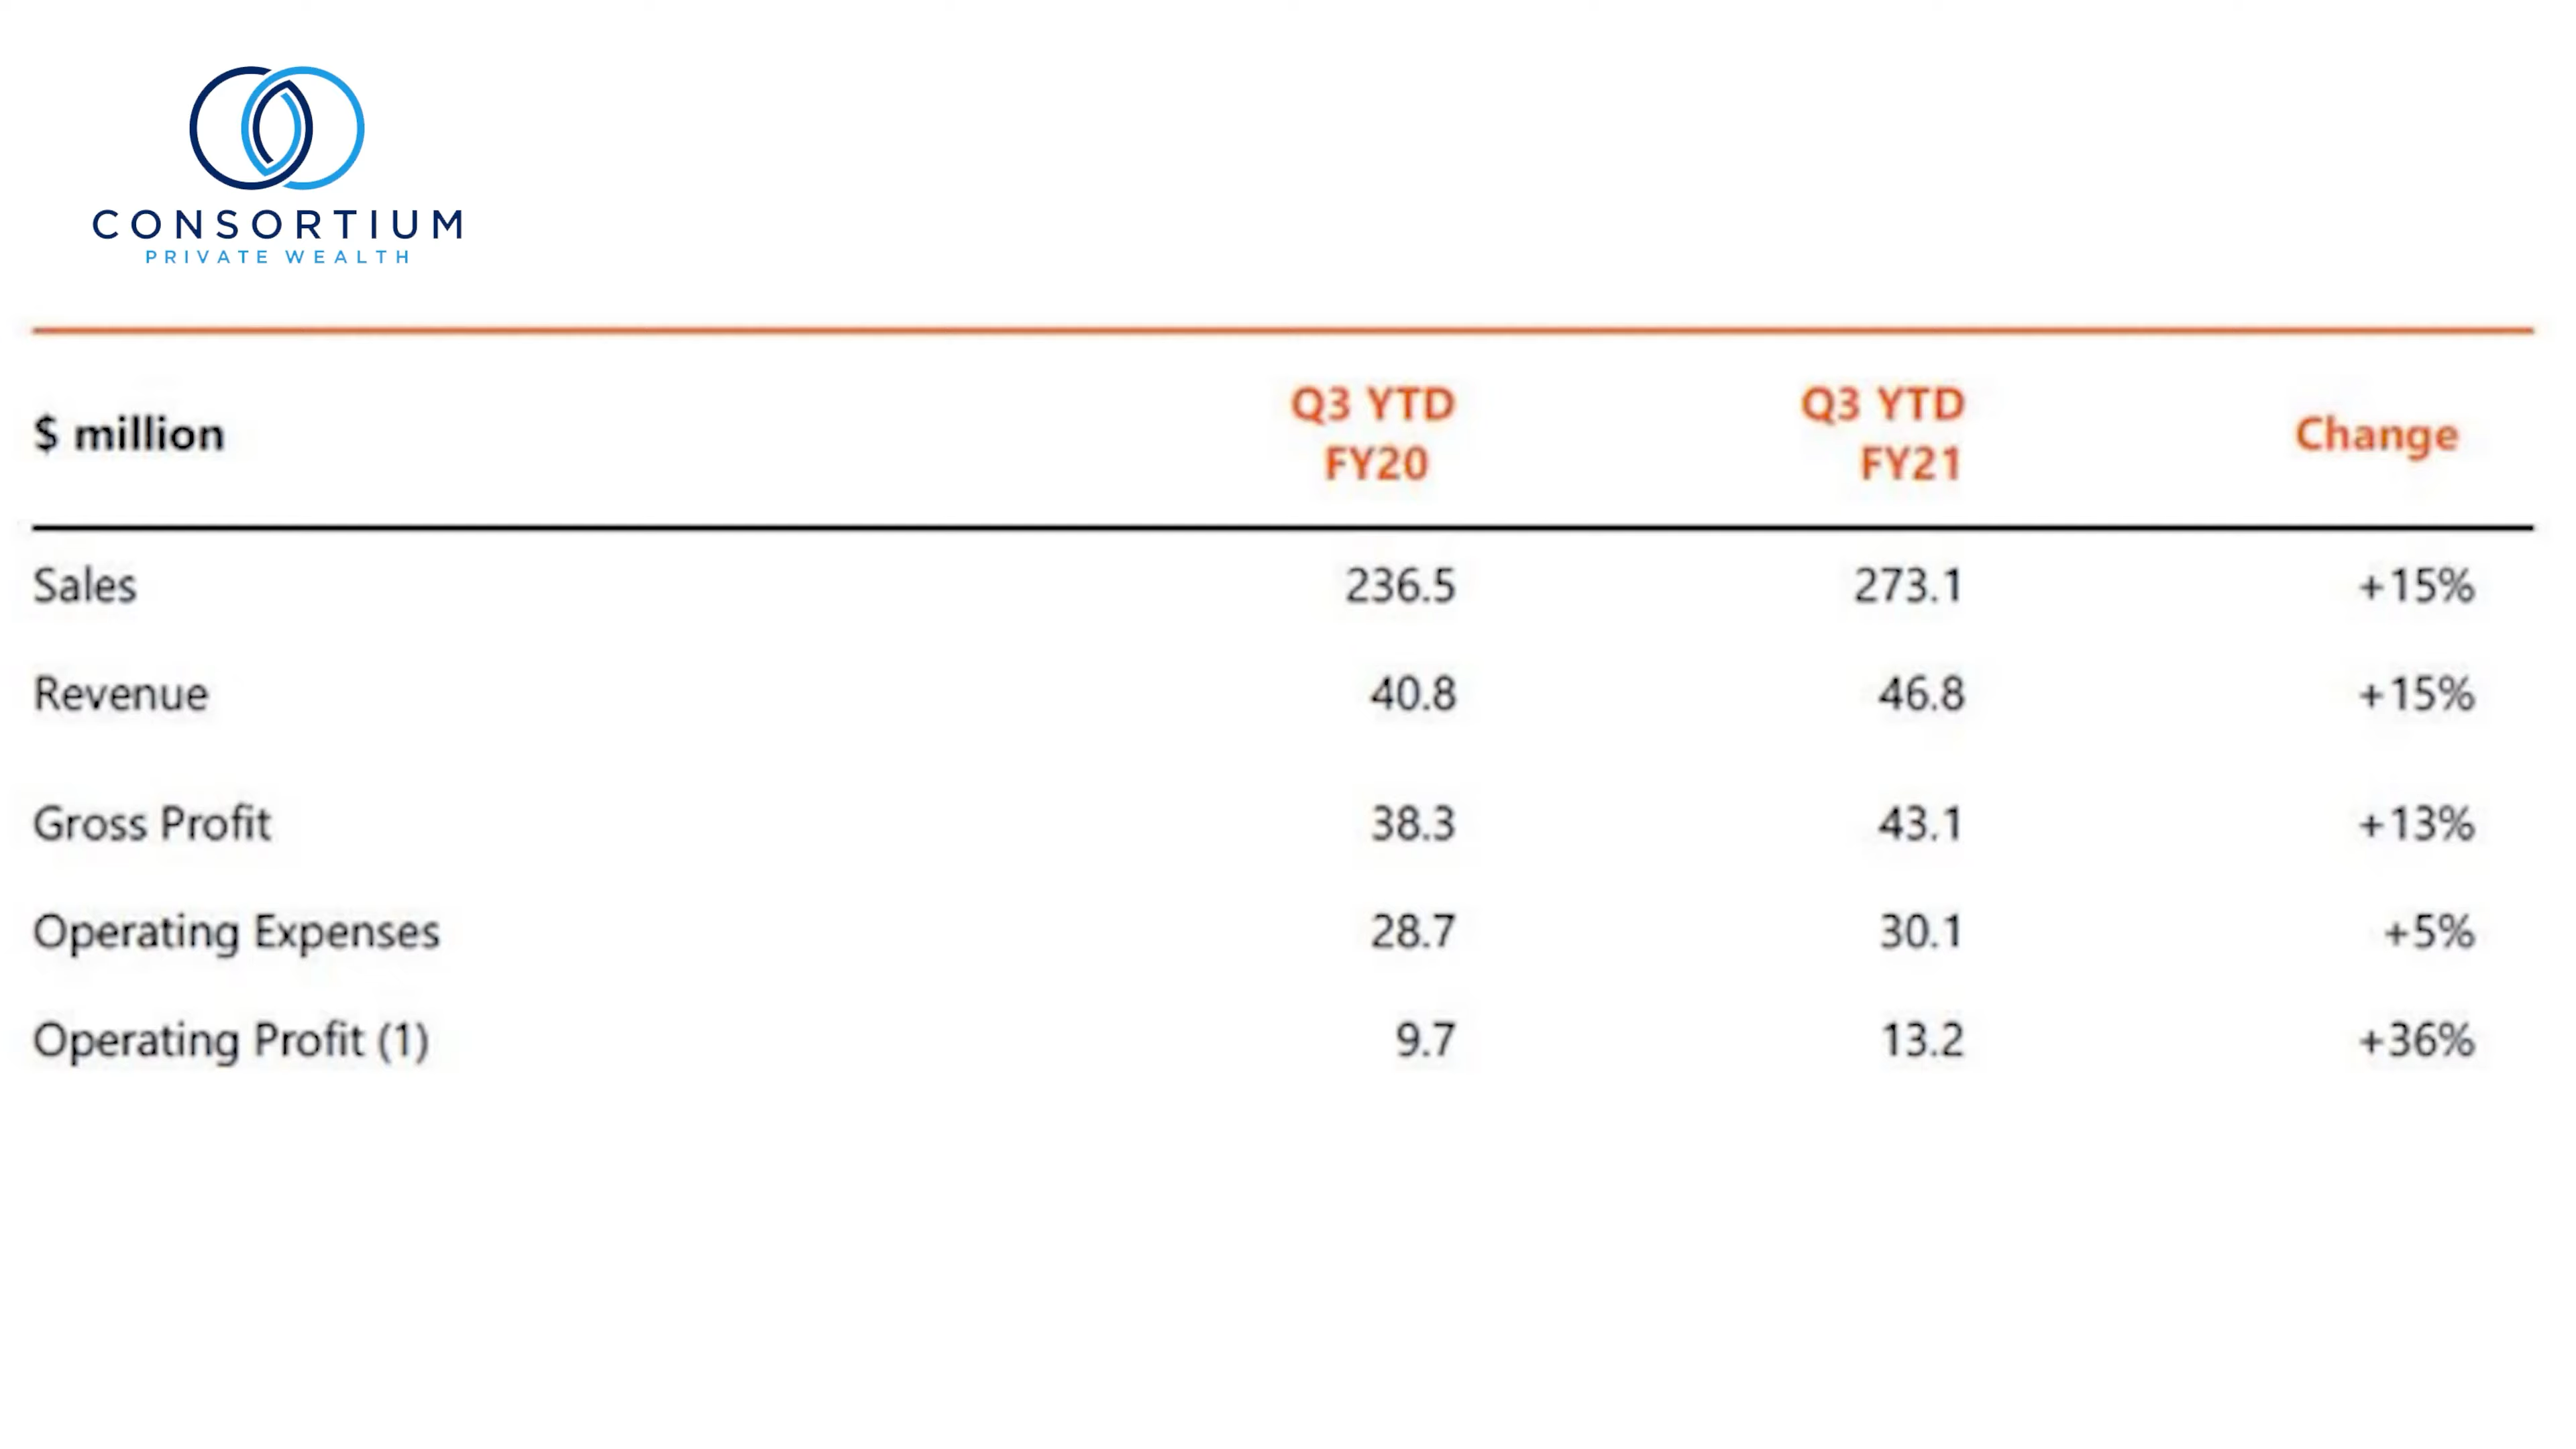 CONSORTIUM
PRIVATE WEALTH
$ million Q3 YTD FY20 Q3 YTD FY21 Change
Sales 236.5 273.1 +15%
Revenue 40.8 46.8 +15%
Gross Profit 38.3 43.1 +13%
Operating Expenses 28.7 30.1 +5%
Operating Profit (1) 9.7 13.2 +36%